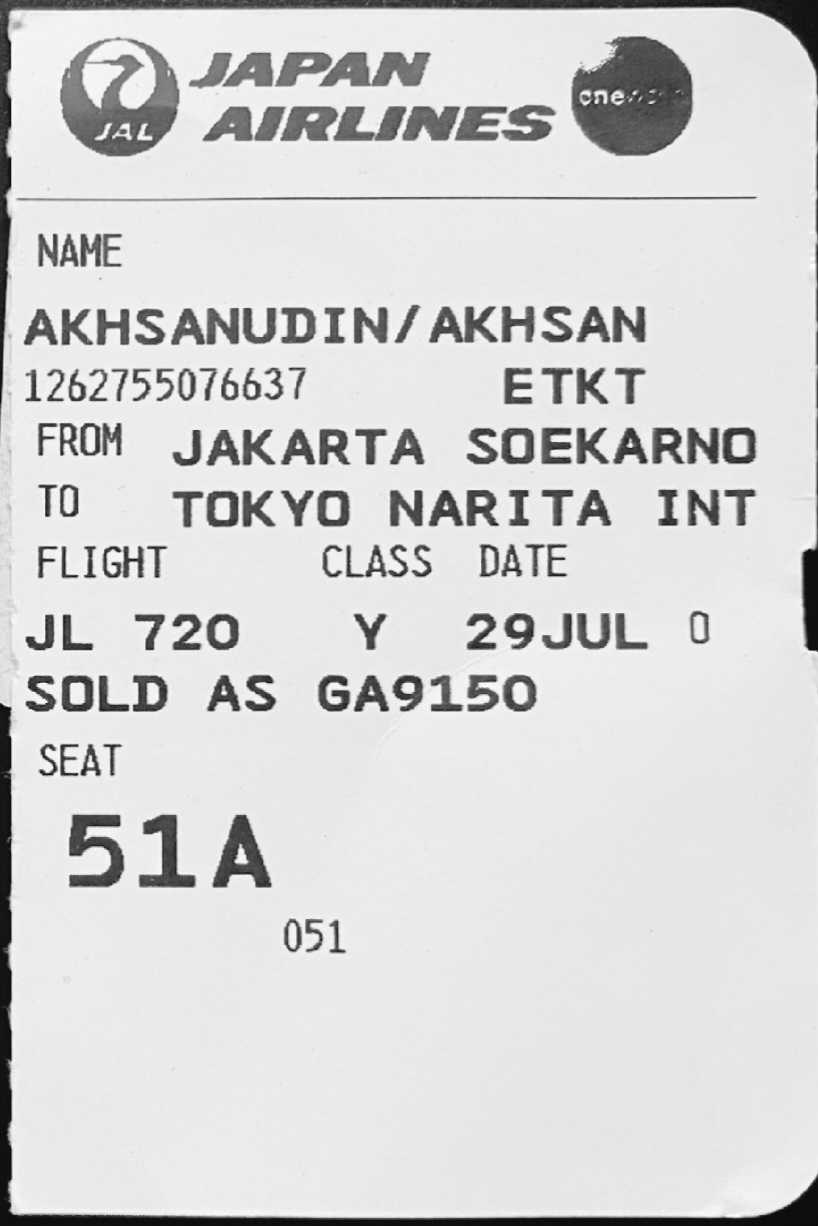 JAL
JAPAN
AIRLINES
NAME
AKHSANUDIN/AKHSAN
1262755076637 ETKT
FROM JAKARTA SOEKARNO
TO TOKYO NARITA INT
FLIGHT CLASS DATE
JL 720 Y 29JUL 0
SOLD AS GA9150
SEAT
51A
051